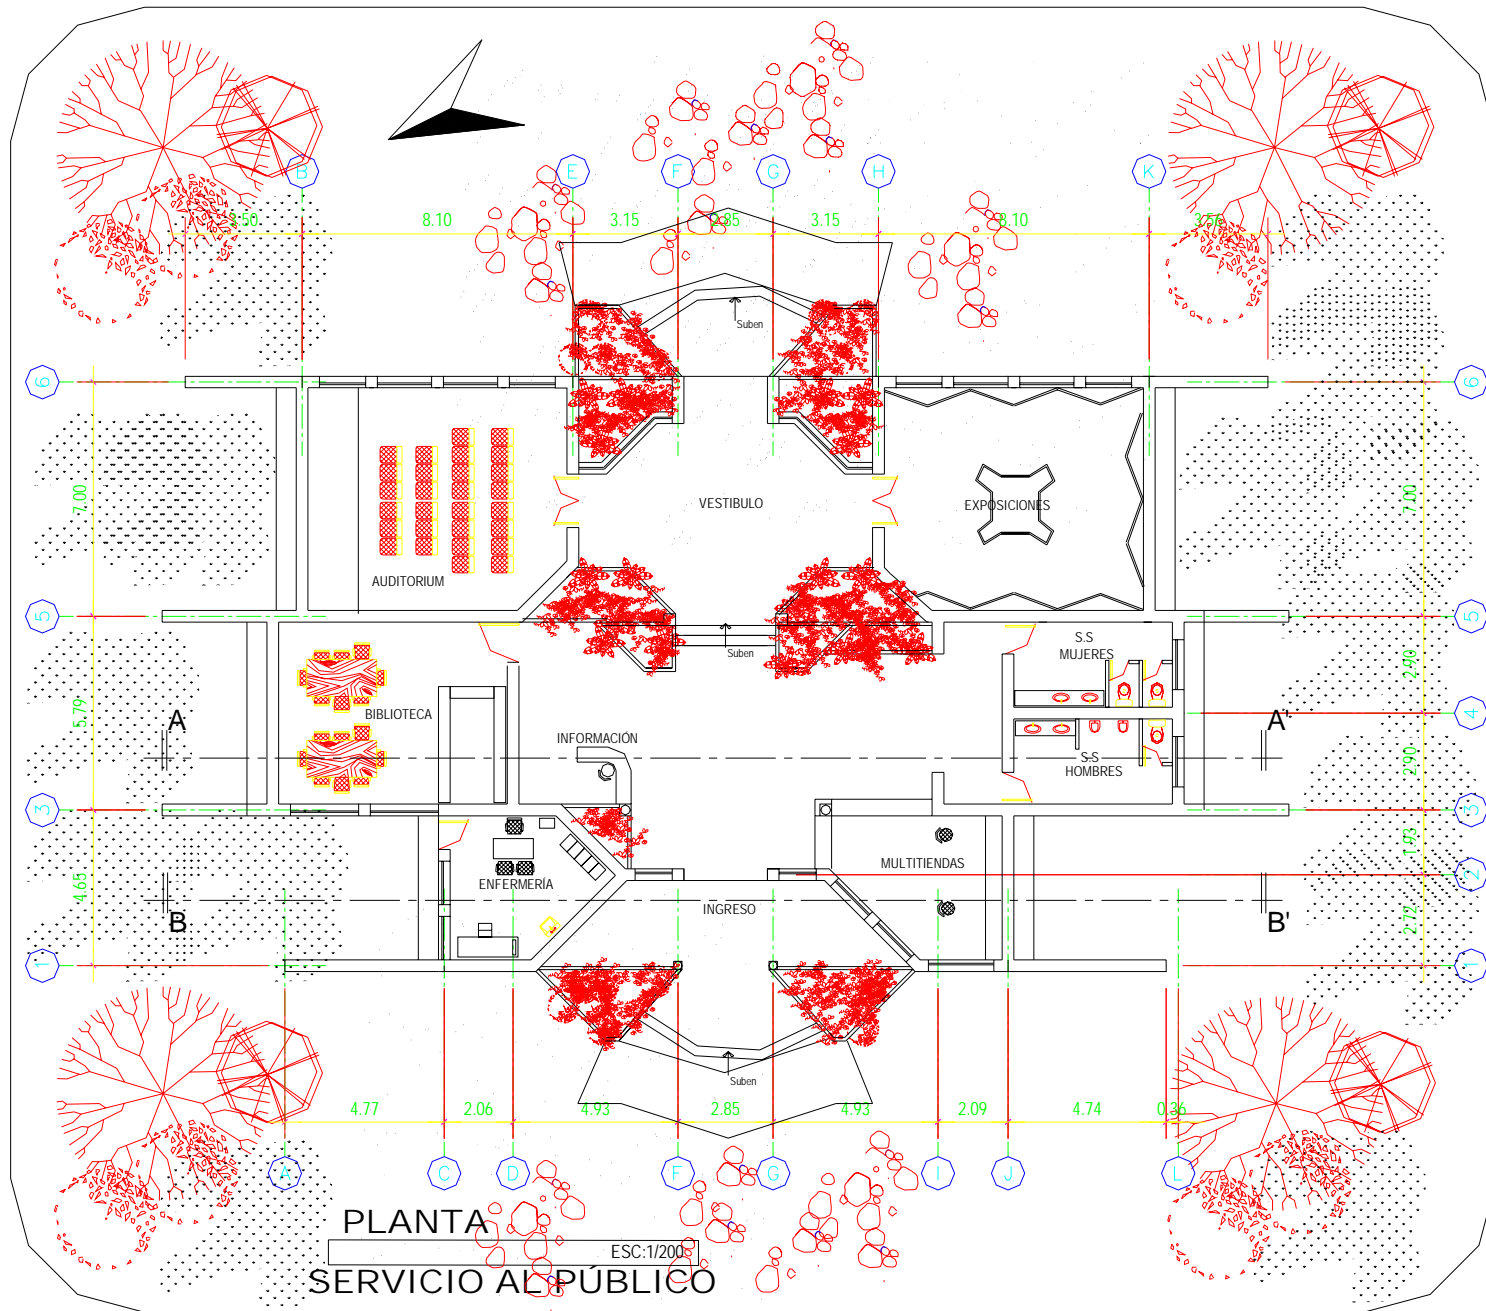 B E F G H K
3.50 8.10 3.15 2.85 3.15 8.10 3.56
Suben
6 6
7.00 VESTIBULO EXPOSICIONES 7.00
AUDITORIUM
5 5
S.S
MUJERES
Suben
2.90
5.79
BIBLIOTECA
A A'
4
INFORMACIÓN
S.S
HOMBRES
2.90
3 3
1.93
MULTITIENDAS
2
4.65
ENFERMERÍA
INGRESO
B B'
2.72
1 1
Suben
4.77 2.06 4.93 2.85 4.93 2.09 4.74 0.36
A C D F G I J L
PLANTA
ESC:1/200
SERVICIO AL PÚBLICO